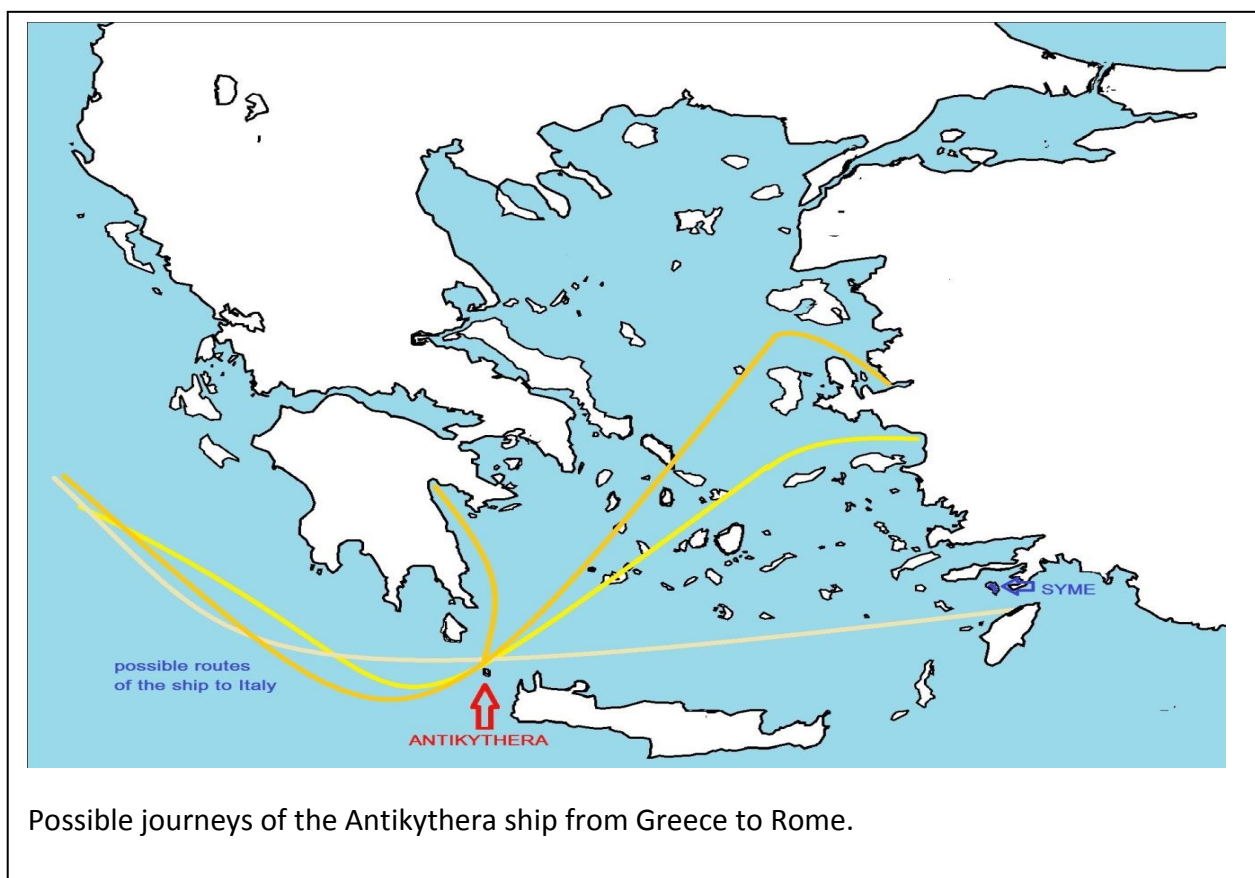 SYME
possible routes
of the ship to Italy
ANTIKYTHERA
Possible journeys of the Antikythera ship from Greece to Rome.